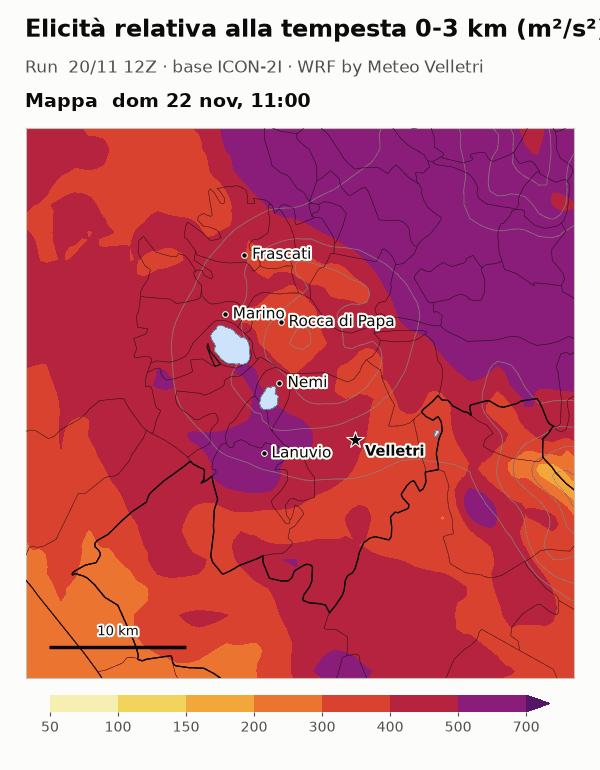 Elicità relativa alla tempesta 0-3 km (m²/s²)
Run 20/11 12Z · base ICON-2I · WRF by Meteo Velletri
Mappa dom 22 nov, 11:00
Frascati
Marino
Rocca di Papa
Nemi
Velletri
Lanuvio
10 km
50 100 150 200 300 400 500 700